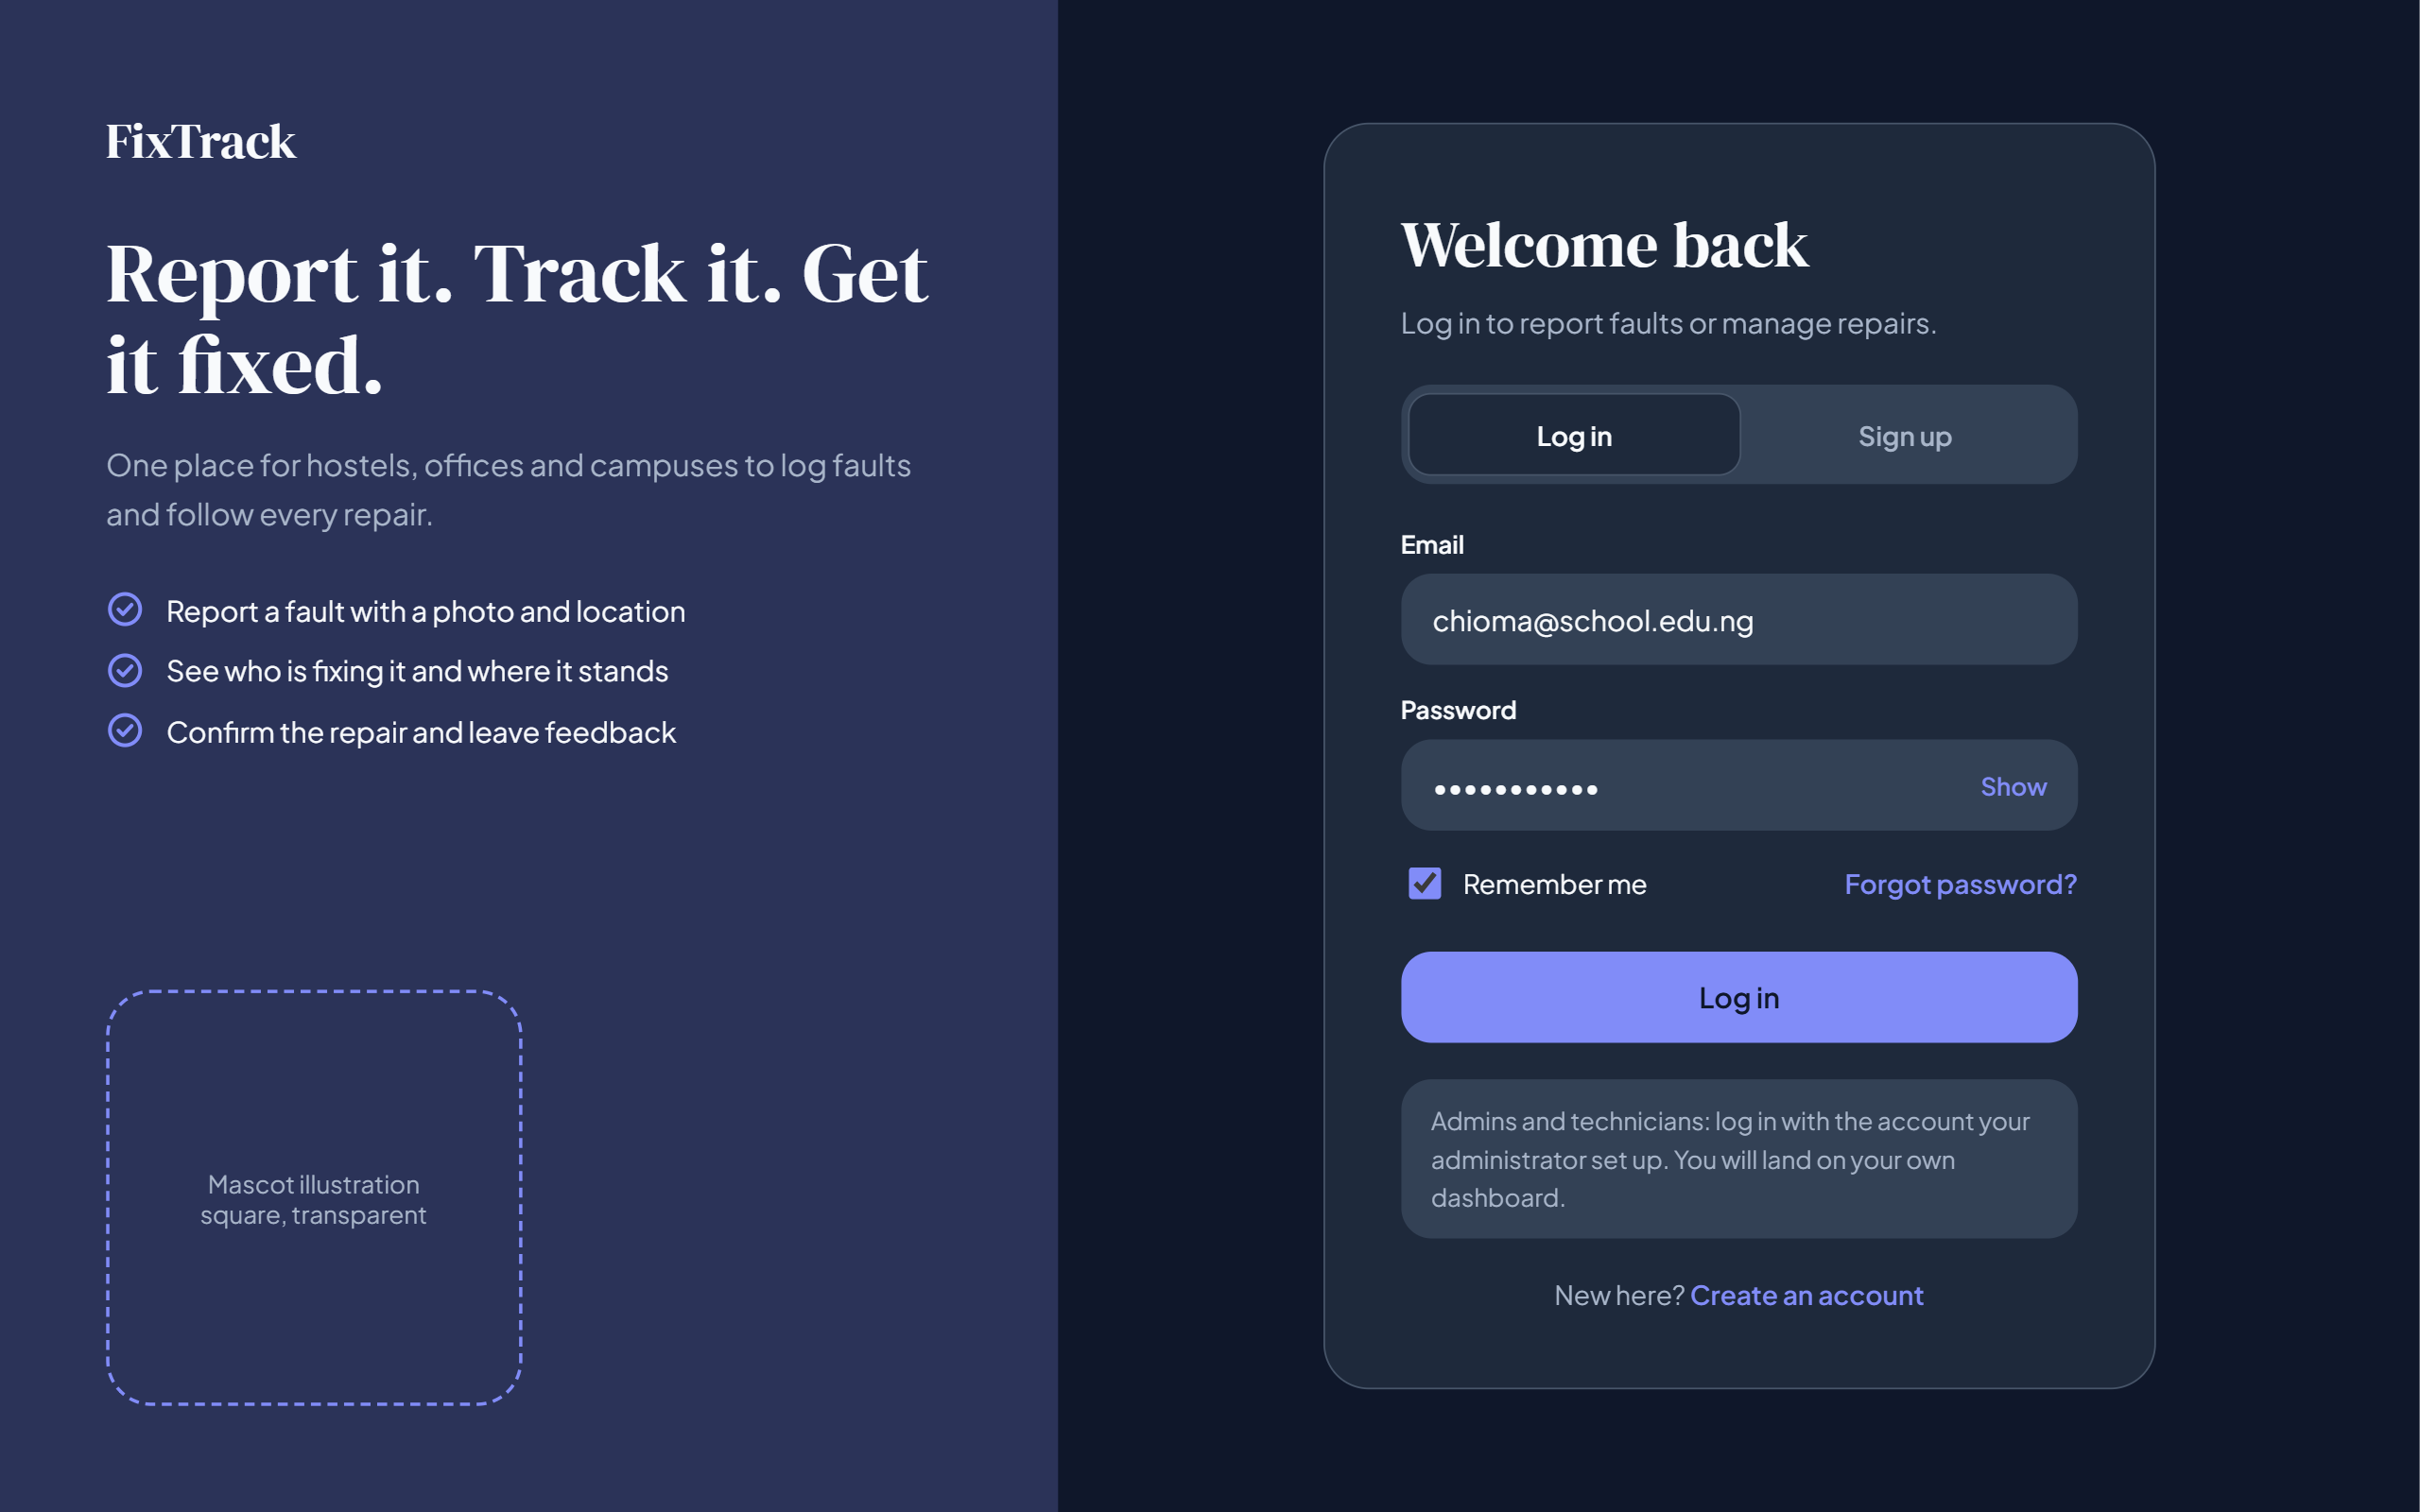 FixTrack
Report it. Track it. Get
it fixed.
One place for hostels, offices and campuses to log faults
and follow every repair.
Report a fault with a photo and location
See who is fixing it and where it stands
Confirm the repair and leave feedback
Mascot illustration
square, transparent
Welcome back
Log in to report faults or manage repairs.
Log in
Sign up
Email
chioma@school.edu.ng
Password
•••••••••••
Show
Remember me
Forgot password?
Log in
Admins and technicians: log in with the account your
administrator set up. You will land on your own
dashboard.
New here? Create an account